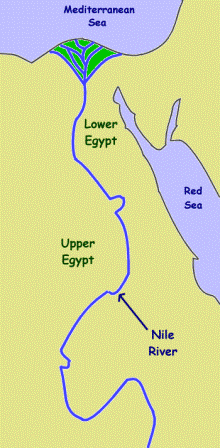 Mediterranean
Sea
Lower
Egypt
Red
Sea
Upper
Egypt
Nile
River